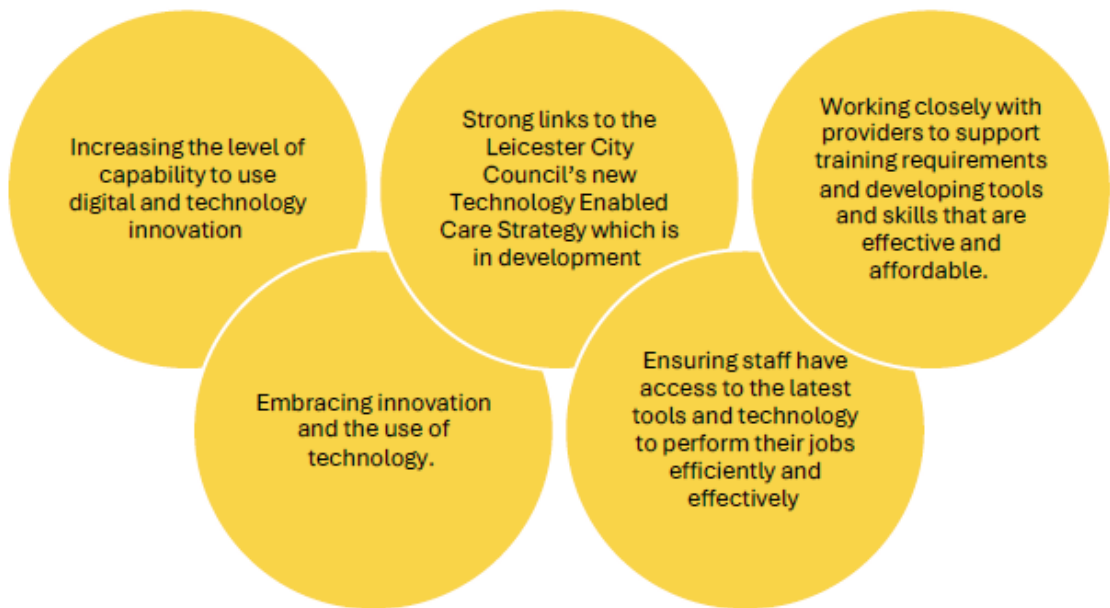 Increasing the level of
capability to use
digital and technology
innovation
Embracing innovation
and the use of
technology.
Strong links to the
Leicester City
Council's new
Technology Enabled
Care Strategy which is
in development
Ensuring staff have
access to the latest
tools and technology
to perform their jobs
efficiently and
effectively
Working closely with
providers to support
training requirements
and developing tools
and skills that are
effective and
affordable.